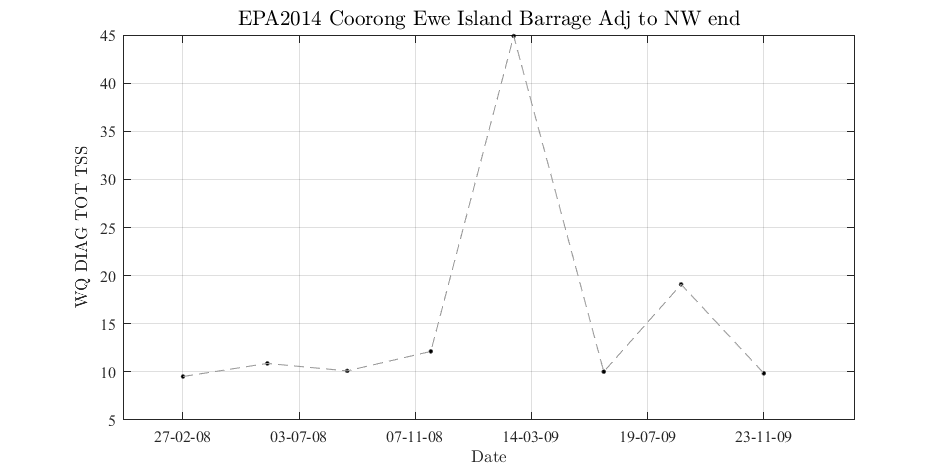 EPA2014 Coorong Ewe Island Barrage Adj to NW end
45
40
35
30
25
20
15
10
5
WQ DIAG TOT TSS
27-02-08 03-07-08 07-11-08 14-03-09 19-07-09 23-11-09
Date